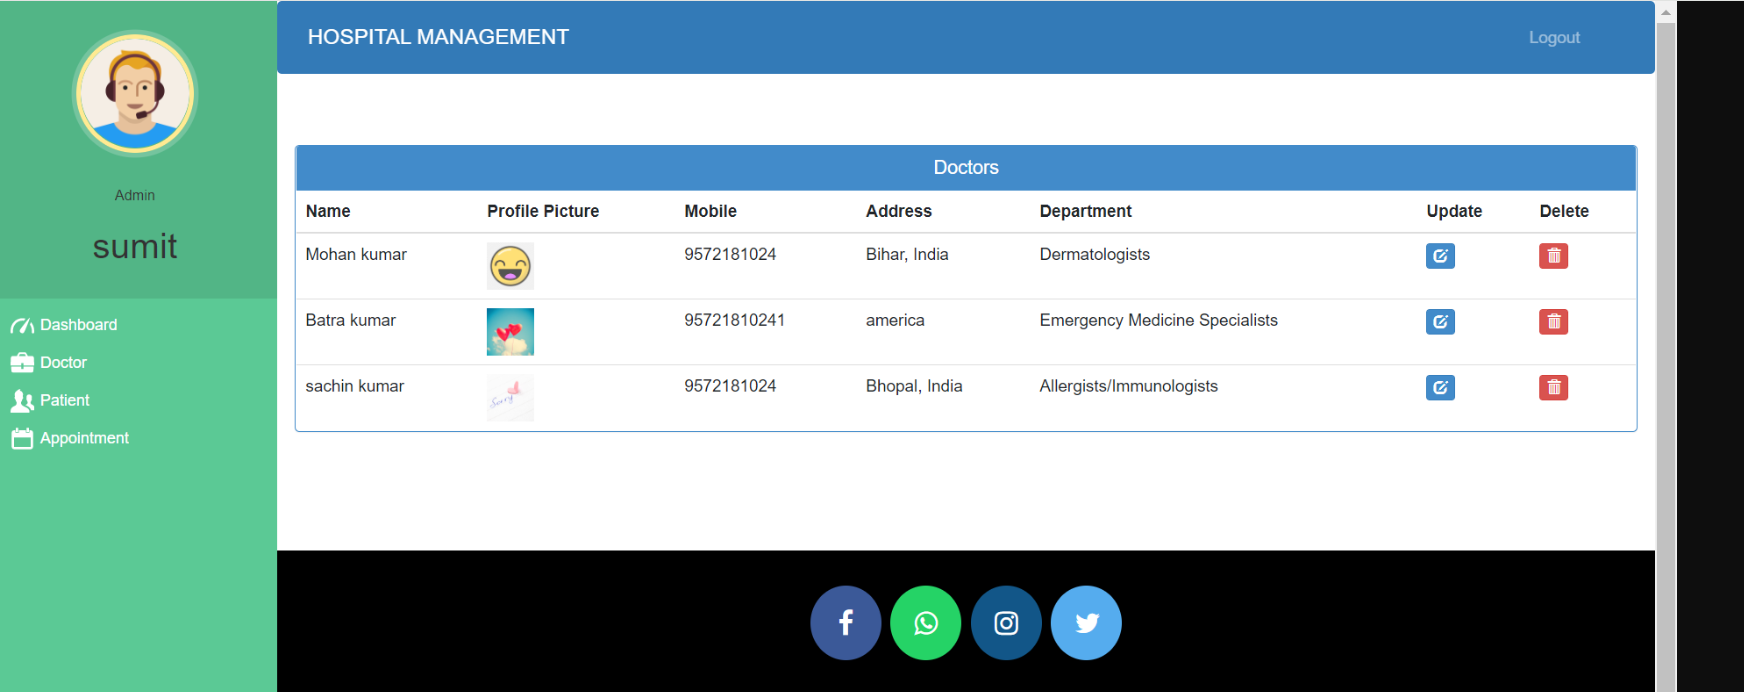 HOSPITAL MANAGEMENT
Logout
Admin
sumit
Dashboard
Doctor
Patient
Appointment
Doctors
Name Profile Picture Mobile Address Department Update Delete
Mohan kumar 9572181024 Bihar, India Dermatologists
Batra kumar 95721810241 america Emergency Medicine Specialists
sachin kumar Sorry 9572181024 Bhopal, India Allergists/Immunologists